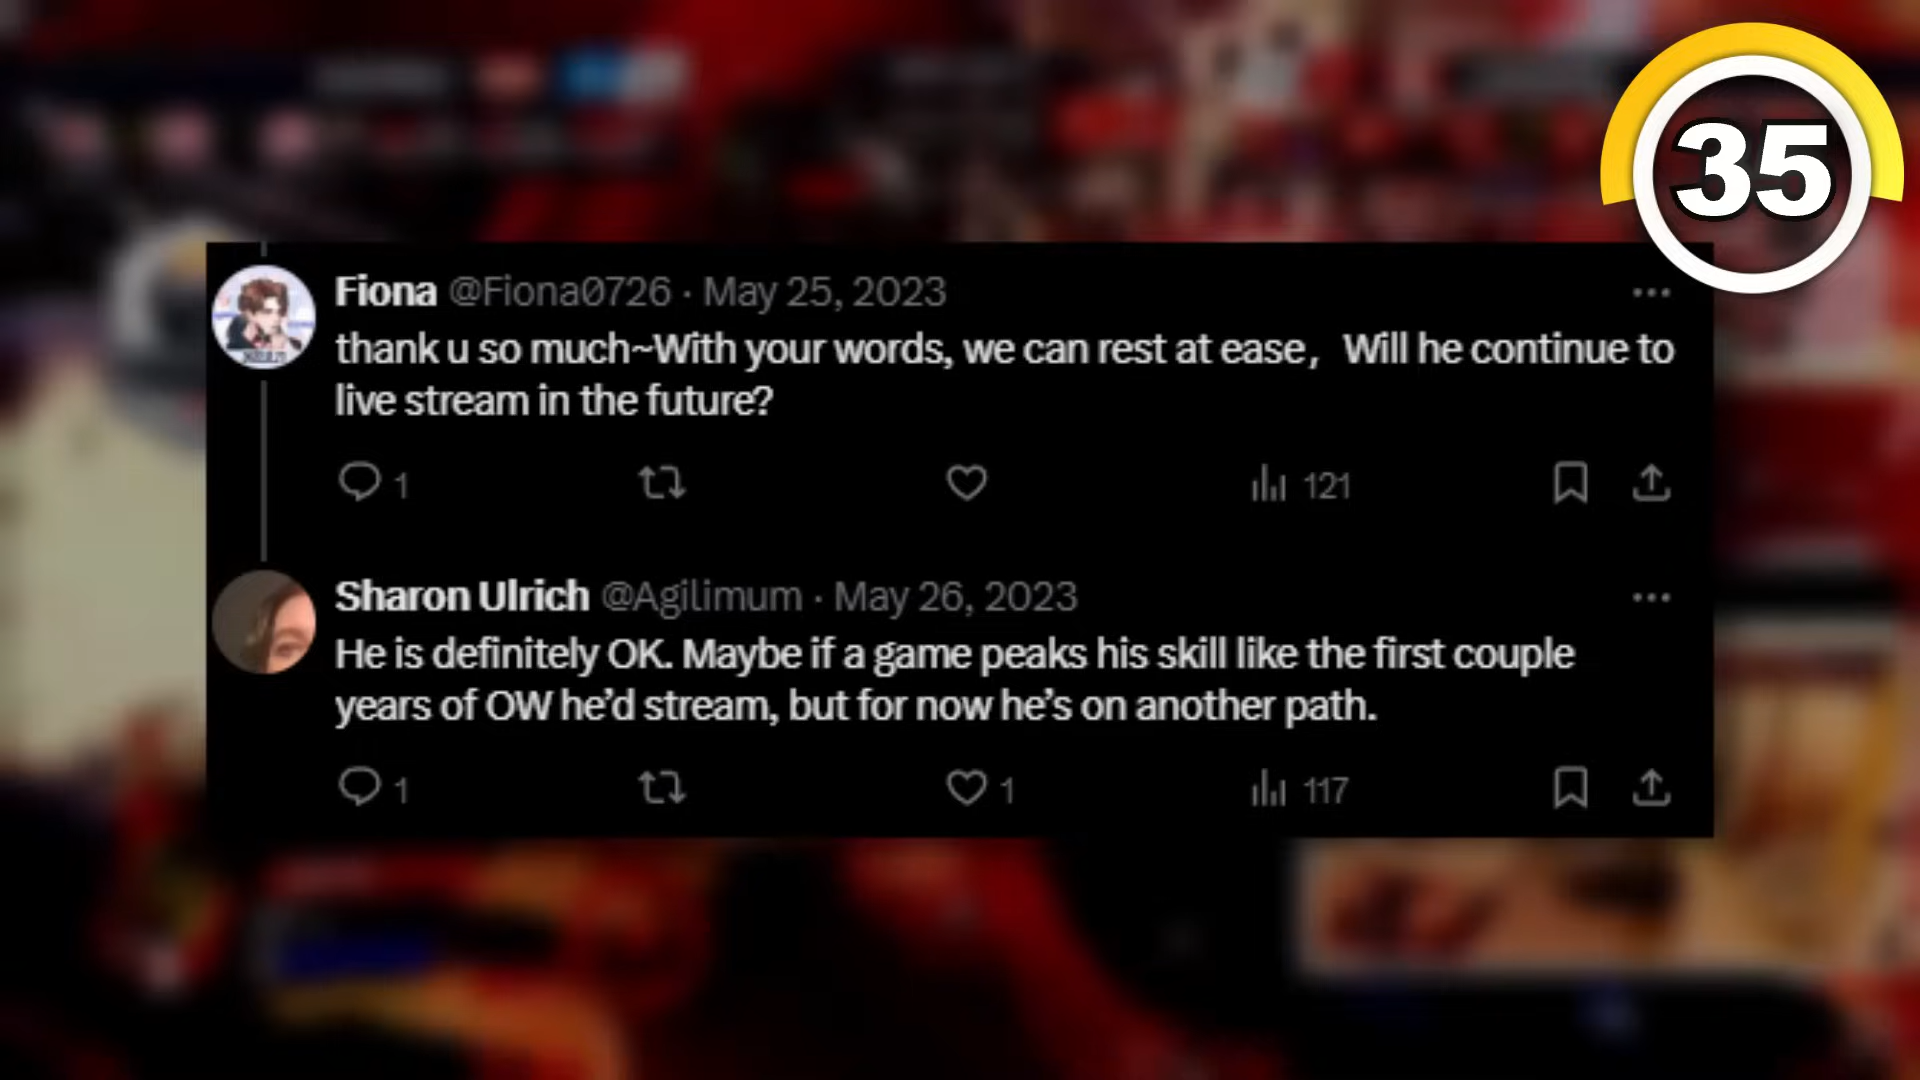 35
Fiona @Fiona0726 · May 25, 2023
thank u so much~With your words, we can rest at ease， Will he continue to
live stream in the future?
1 121
Sharon Ulrich @Agilimum · May 26, 2023
He is definitely OK. Maybe if a game peaks his skill like the first couple
years of OW he’d stream, but for now he’s on another path.
1 1 117